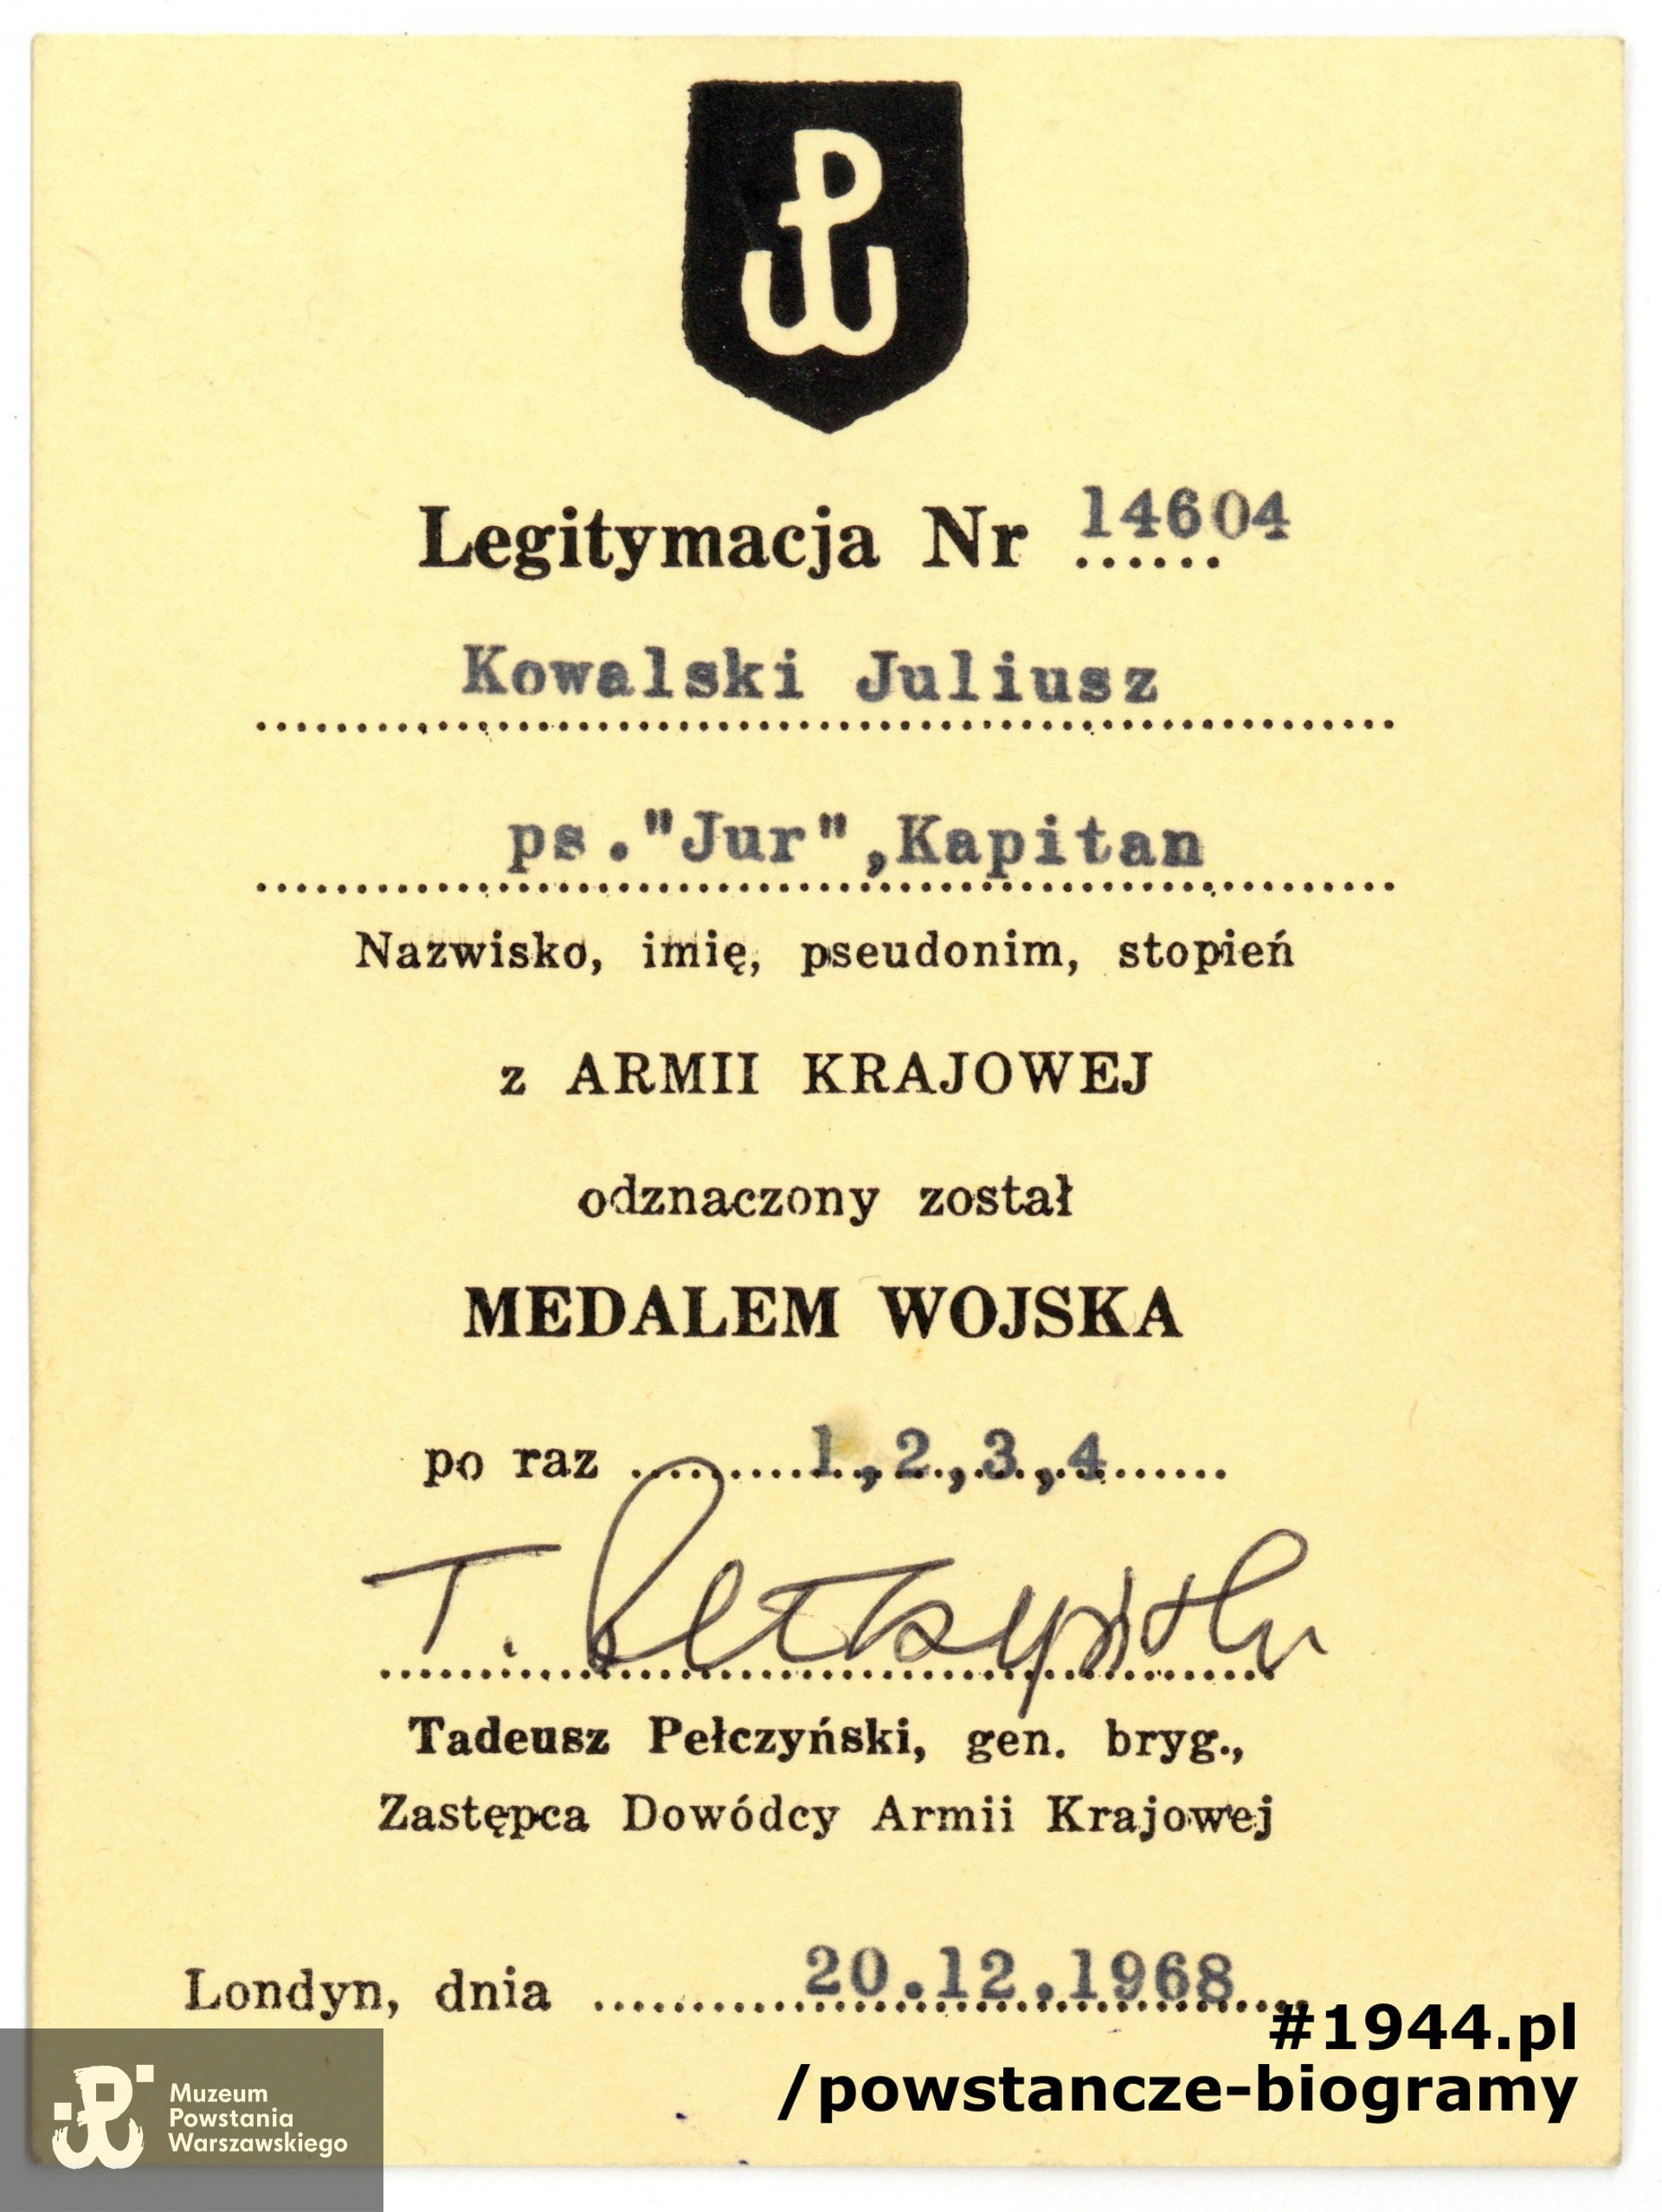 Legitymacja Nr 14604
Kowalski Juliusz
ps."Jur",Kapitan
Nazwisko, imię, pseudonim, stopień
z ARMII KRAJOWEJ
odznaczony został
MEDALEM WOJSKA
po raz 1,2,3,4
T. Pełczyński
Tadeusz Pełczyński, gen. bryg.,
Zastępca Dowódcy Armii Krajowej
Londyn, dnia 20.12.1968
#1944.pl
/powstancze-biogramy
Muzeum
Powstania
Warszawskiego